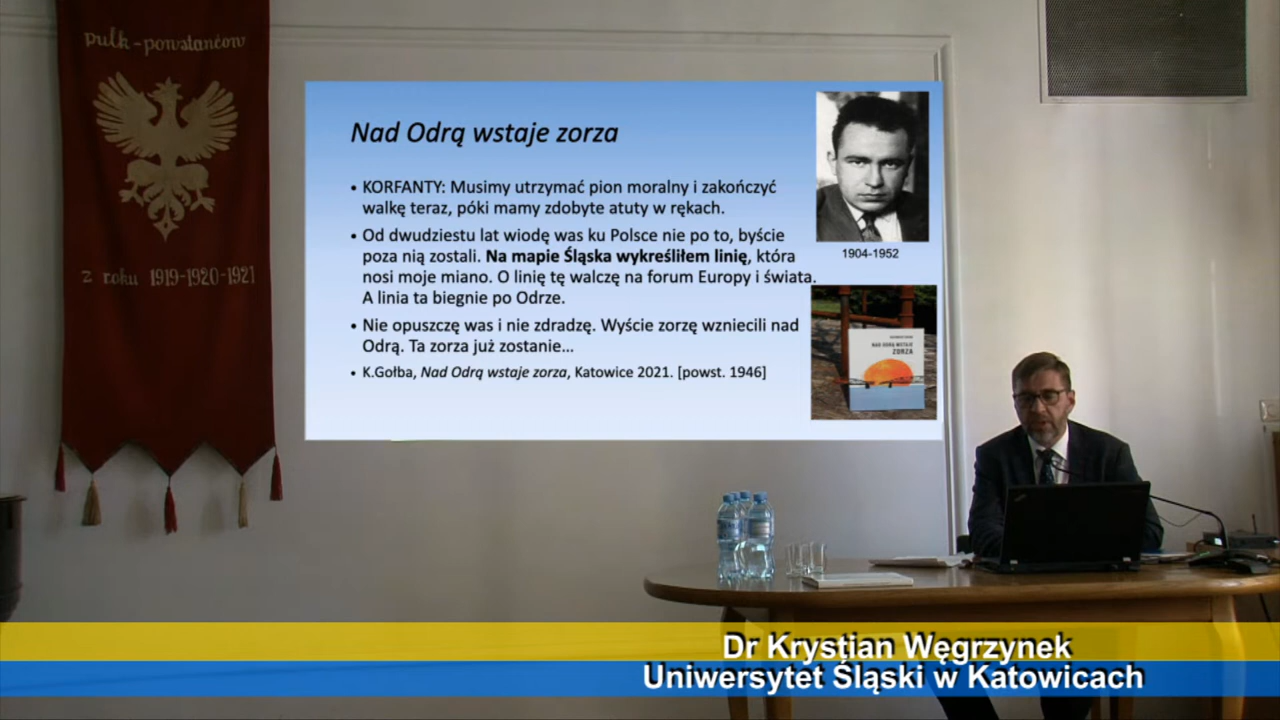 pułk-powstańców
z roku 1919-1920-1921
Nad Odrą wstaje zorza
• KORFANTY: Musimy utrzymać pion moralny i zakończyć
walkę teraz, póki mamy zdobyte atuty w rękach.
• Od dwudziestu lat wiodę was ku Polsce nie po to, byście
poza nią zostali. Na mapie Śląska wykreśliłem linię, która
nosi moje miano. O linię tę walczę na forum Europy i świata.
A linia ta biegnie po Odrze.
• Nie opuszczę was i nie zdradzę. Wyście zorzę wzniecili nad
Odrą. Ta zorza już zostanie...
• K.Gołba, Nad Odrą wstaje zorza, Katowice 2021. [powst. 1946]
1904-1952
NAD ODRĄ WSTAJE
ZORZA
Dr Krystian Węgrzynek
Uniwersytet Śląski w Katowicach